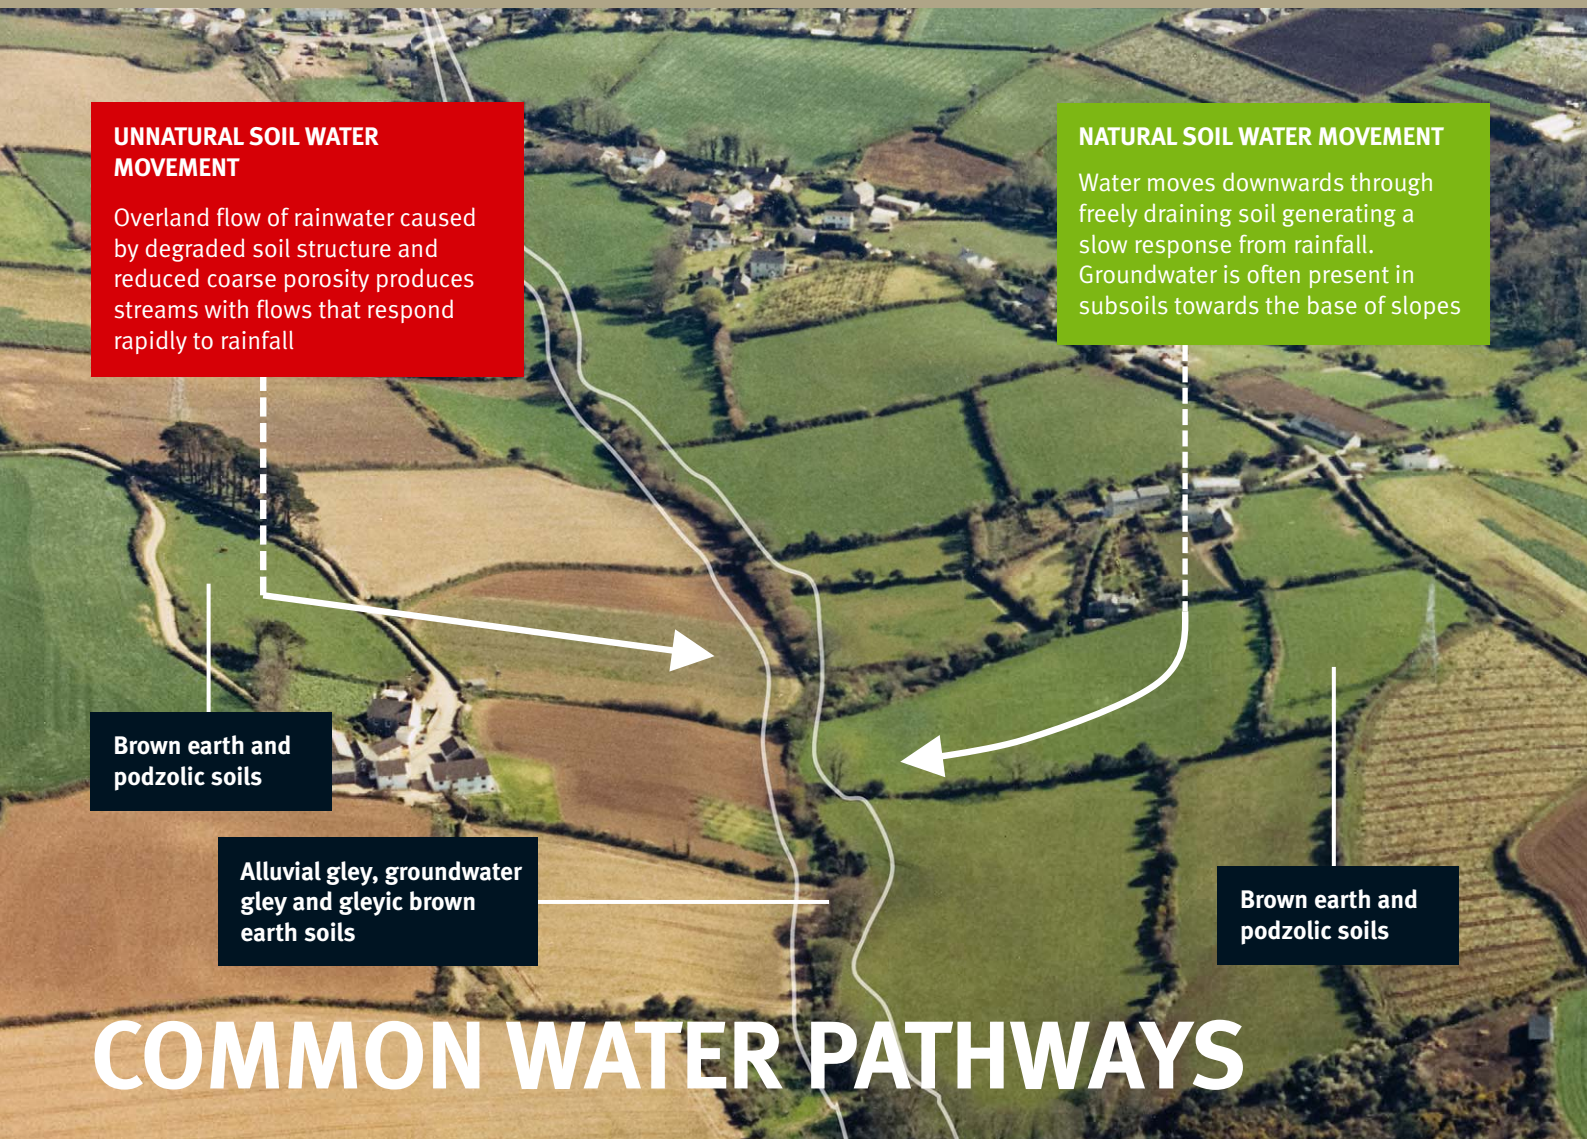 UNNATURAL SOIL WATER
MOVEMENT
Overland flow of rainwater caused
by degraded soil structure and
reduced coarse porosity produces
streams with flows that respond
rapidly to rainfall
NATURAL SOIL WATER MOVEMENT
Water moves downwards through
freely draining soil generating a
slow response from rainfall.
Groundwater is often present in
subsoils towards the base of slopes
Brown earth and
podzolic soils
Alluvial gley, groundwater
gley and gleyic brown
earth soils
Brown earth and
podzolic soils
COMMON WATER PATHWAYS